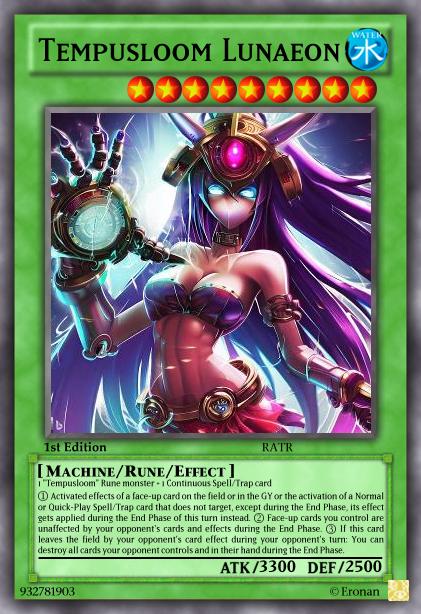 Tempusloom Lunaeon
WATER
水
1st Edition RATR
[ Machine/Rune/Effect ]
1 "Tempusloom" Rune monster + 1 Continuous Spell/Trap card
① Activated effects of a face-up card on the field or in the GY or the activation of a Normal
or Quick-Play Spell/Trap card that does not target, except during the End Phase, its effect
gets applied during the End Phase of this turn instead. ② Face-up cards you control are
unaffected by your opponent's cards and effects during the End Phase. ③ If this card
leaves the field by your opponent's card effect during your opponent's turn: You can
destroy all cards your opponent controls and in their hand during the End Phase.
ATK/3300 DEF/2500
932781903 © Eronan